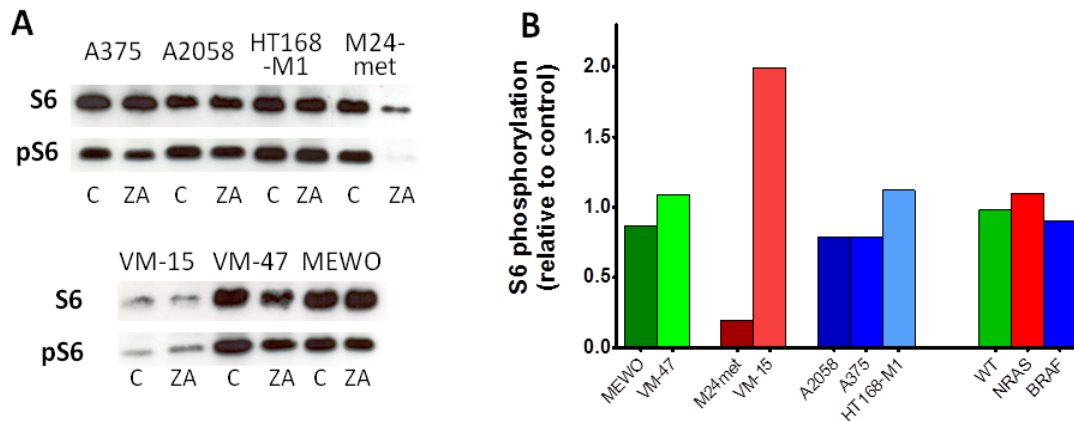 A
A375 A2058 HT168 M24-
-M1 met
S6
pS6
C ZA C ZA C ZA C ZA
VM-15 VM-47 MEWO
S6
pS6
C ZA C ZA C ZA
B
S6 phosphorylation
(relative to control)
2.0
1.5
1.0
0.5
0.0
MEWO
VM-47
M24met
VM-15
A2058
A375
HT168-M1
WT
NRAS
BRAF